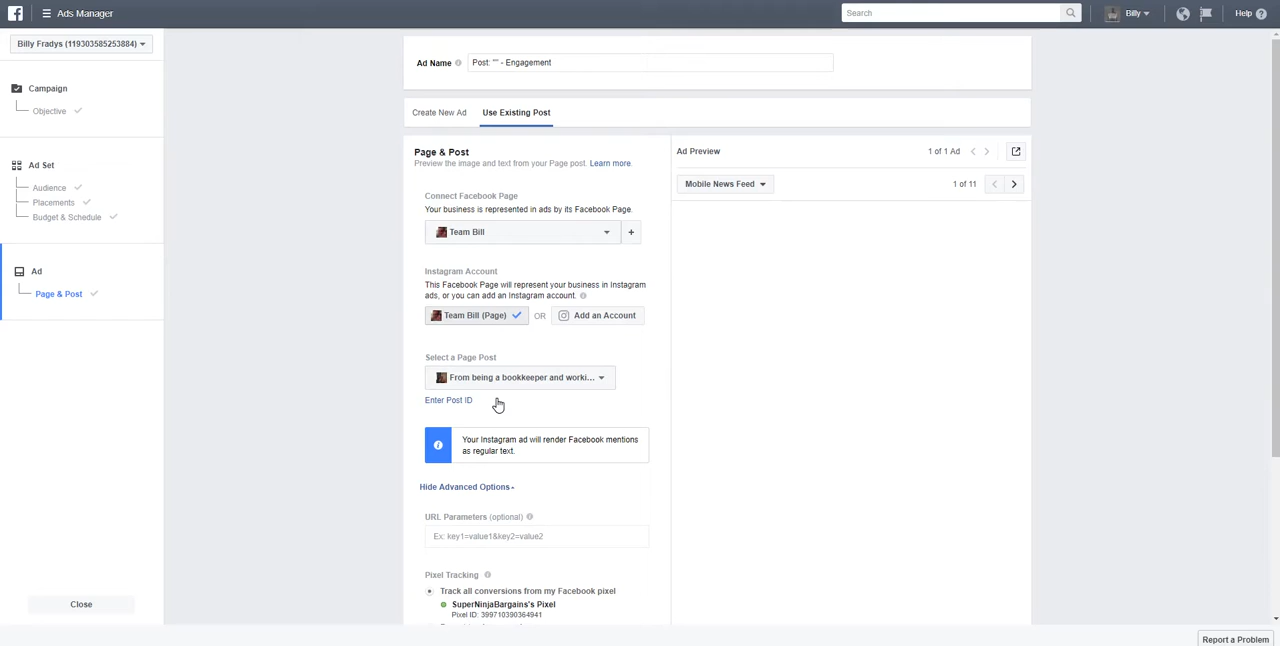 Ads Manager
Search
Billy
Help
Billy Fradys (119303585253884)
Campaign
Objective
Ad Set
Audience
Placements
Budget & Schedule
Ad
Page & Post
Close
Ad Name
Post: "" - Engagement
Create New Ad
Use Existing Post
Page & Post
Preview the image and text from your Page post. Learn more.
Connect Facebook Page
Your business is represented in ads by its Facebook Page.
Team Bill
+
Instagram Account
This Facebook Page will represent your business in Instagram
ads, or you can add an Instagram account.
Team Bill (Page)
OR
Add an Account
Select a Page Post
From being a bookkeeper and worki...
Enter Post ID
Your Instagram ad will render Facebook mentions
as regular text.
Hide Advanced Options
URL Parameters (optional)
Ex: key1=value1&key2=value2
Pixel Tracking
Track all conversions from my Facebook pixel
SuperNinjaBargains's Pixel
Pixel ID: 399710390364941
Ad Preview
1 of 1 Ad
Mobile News Feed
1 of 11
Report a Problem